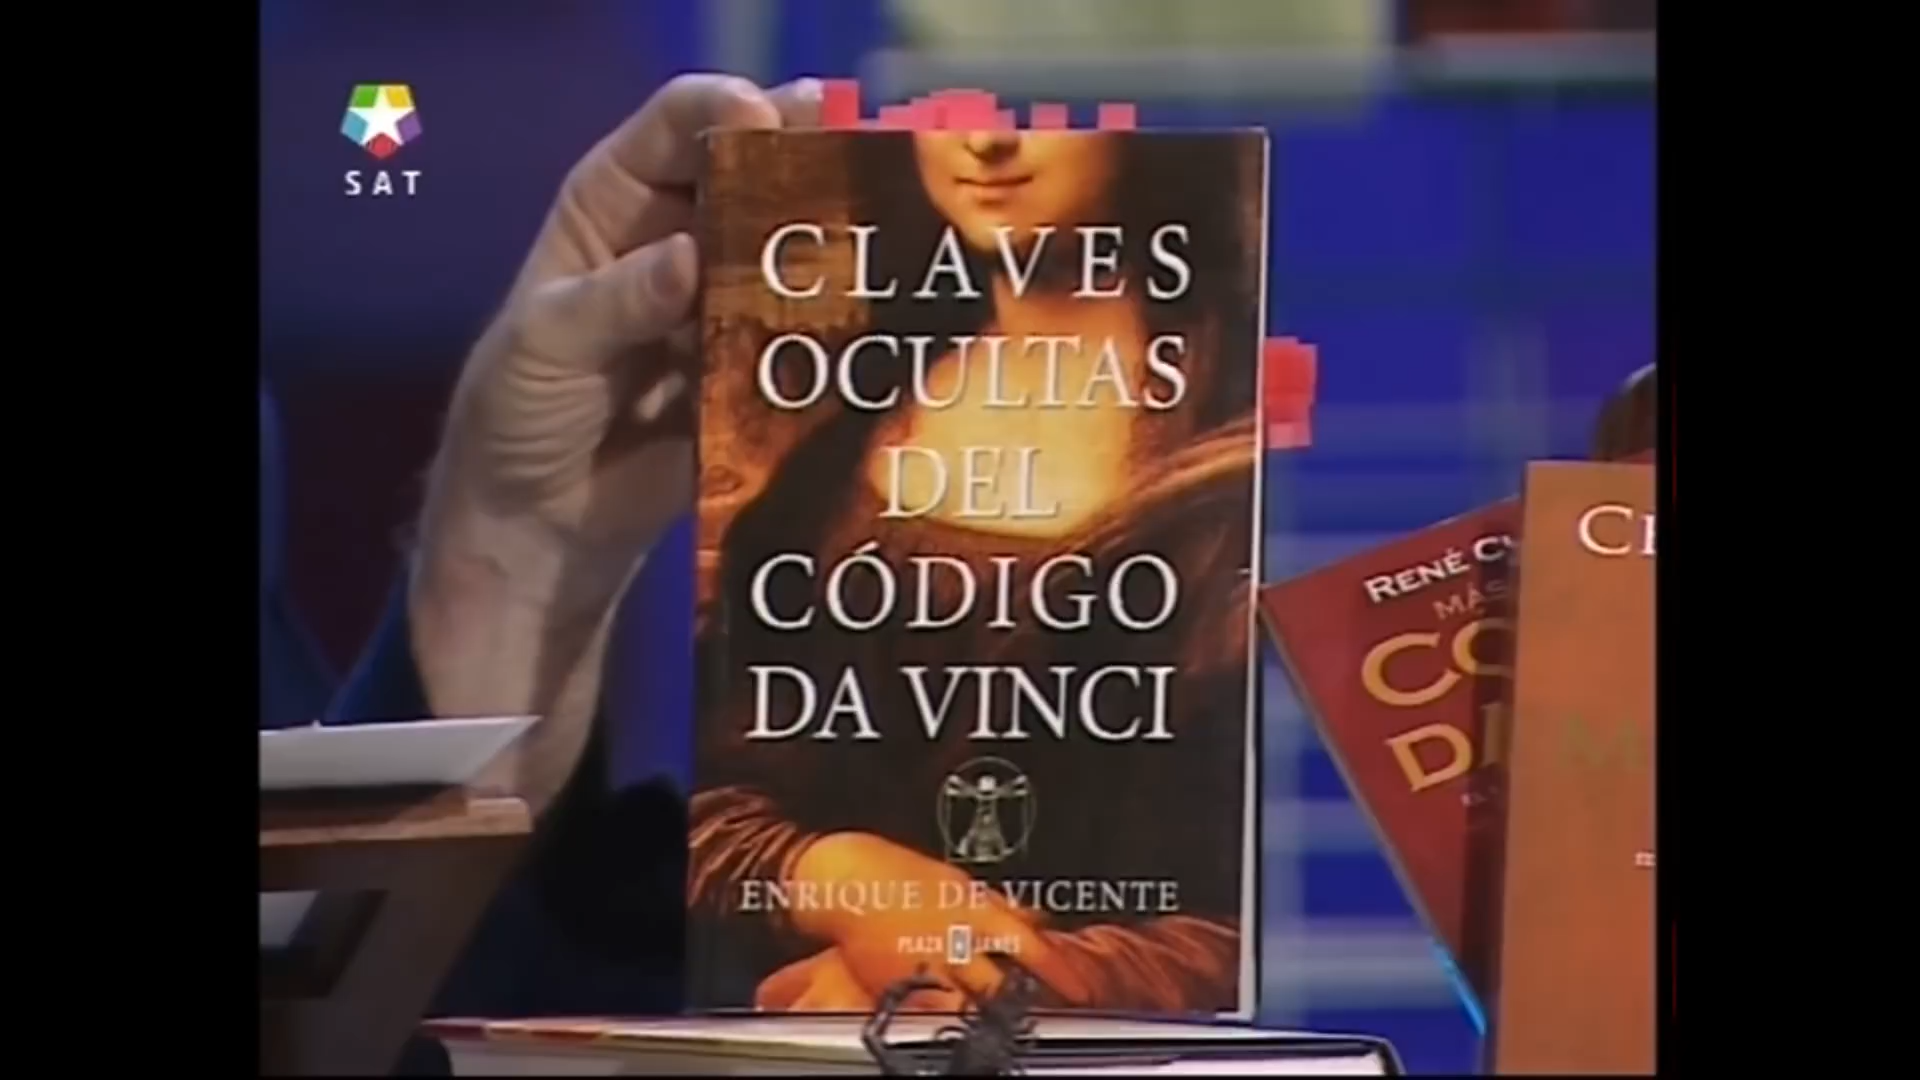 SAT
CLAVES
OCULTAS
DEL
CÓDIGO
DA VINCI
ENRIQUE DE VICENTE
PLAZA JANÉS
RENÉ